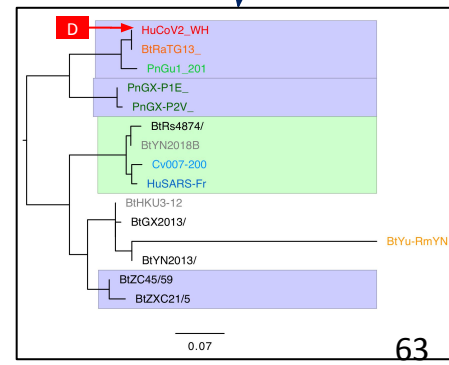 D
HuCoV2_WH
BtRaTG13_
PnGu1_201
PnGX-P1E_
PnGX-P2V_
BtRs4874/
BtYN2018B
Cv007-200
HuSARS-Fr
BtHKU3-12
BtGX2013/
BtYu-RmYN
BtYN2013/
BtZC45/59
BtZXC21/5
0.07
63